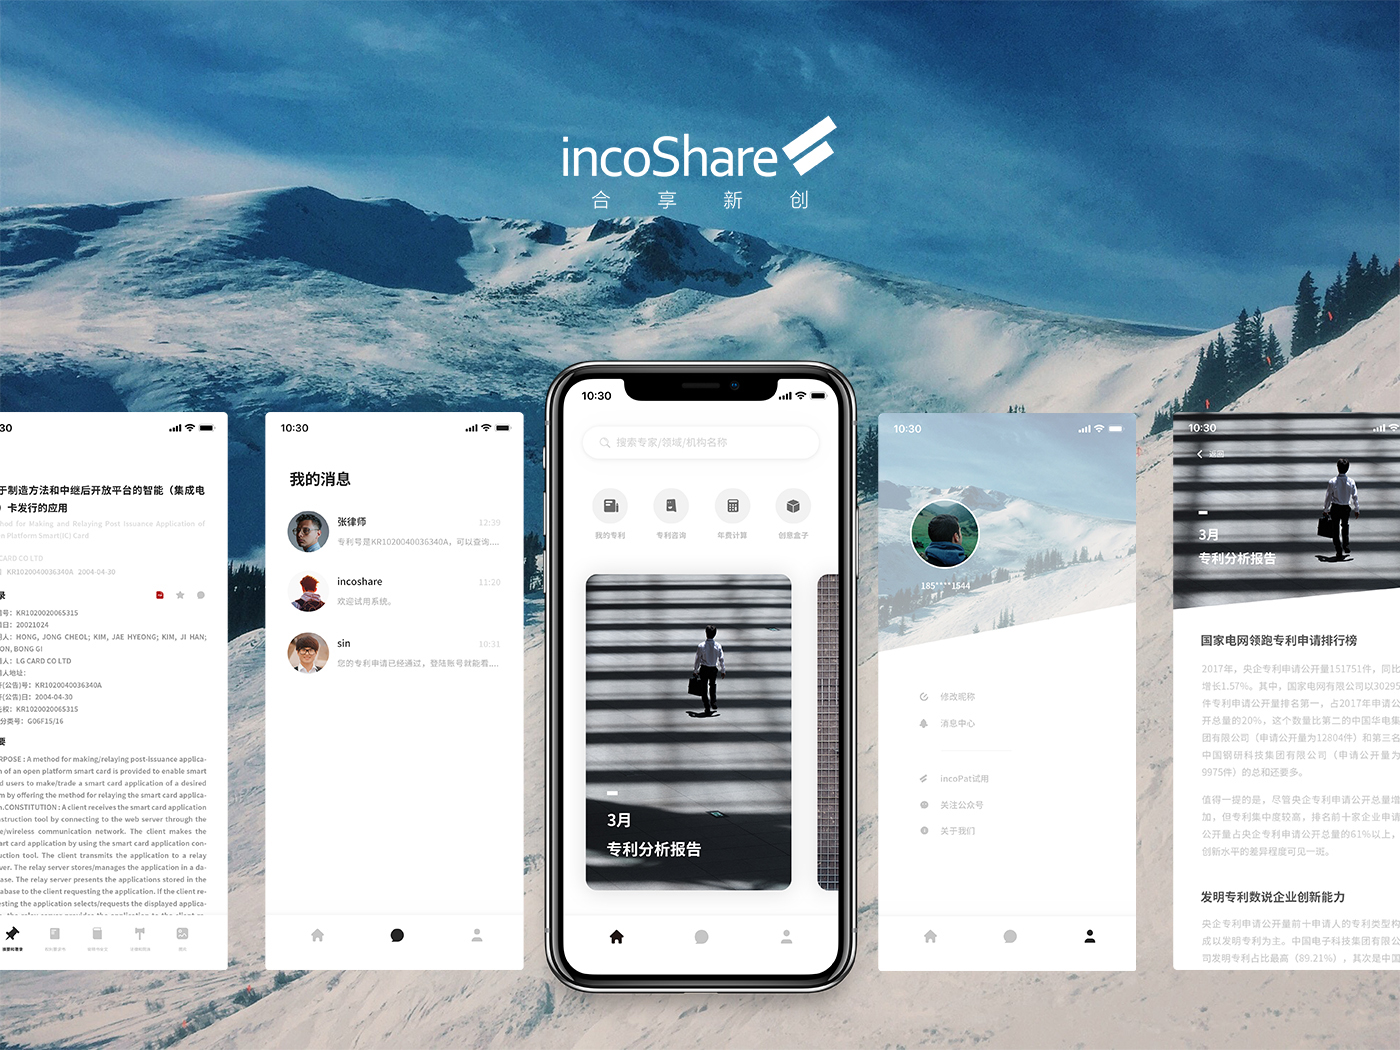 incoShare
合享新创
:30
于制造方法和中继后开放平台的智能（集成电
）卡发行的应用
hod for Making and Relaying Post Issuance Application of
n Platform Smart(IC) Card
CARD CO LTD
KR1020040036340A 2004-04-30
录
号：KR1020020065315
日：20021024
人：HONG, JONG CHEOL; KIM, JAE HYEONG; KIM, JI HAN;
ON, BONG GI
人：LG CARD CO LTD
人地址：
(公告)号：KR1020040036340A
(公告)日：2004-04-30
权：KR1020020065315
分类号：G06F15/16
要
RPOSE : A method for making/relaying post-issuance applica-
n of an open platform smart card is provided to enable smart
d users to make/trade a smart card application of a desired
m by offering the method for relaying the smart card applica-
n.CONSTITUTION : A client receives the smart card application
struction tool by connecting to the web server through the
e/wireless communication network. The client makes the
art card application by using the smart card application con-
uction tool. The client transmits the application to a relay
ver. The relay server stores/manages the application in a da-
ase. The relay server presents the applications stored in the
abase to the client requesting the application. If the client re-
esting the application selects/requests the displayed applica-
10:30
我的消息
张律师 12:39
专利号是KR1020040036340A，可以查询....
incoshare 11:20
欢迎试用系统。
sin 10:31
您的专利申请已经通过，登陆账号就能看....
10:30
搜索专家/领域/机构名称
我的专利 专利咨询 年费计算 创意盒子
3月
专利分析报告
10:30
185****1544
修改昵称
消息中心
incoPat试用
关注公众号
关于我们
10:30
返回
3月
专利分析报告
国家电网领跑专利申请排行榜
2017年，央企专利申请公开量151751件，同比
增长1.57%。其中，国家电网有限公司以30295
件专利申请公开量排名第一，占2017年申请公
开总量的20%，这个数量比第二的中国华电集
团有限公司（申请公开量为12804件）和第三名
中国钢研科技集团有限公司（申请公开量为
9975件）的总和还要多。
值得一提的是，尽管央企专利申请公开总量增
加，但专利集中度较高，排名前十家企业申请
公开量占央企专利申请公开总量的61%以上，
创新水平的差异程度可见一斑。
发明专利数说企业创新能力
央企专利申请公开量前十申请人的专利类型构
成以发明专利为主。中国电子科技集团有限公
司发明专利占比最高（89.21%），其次是中国